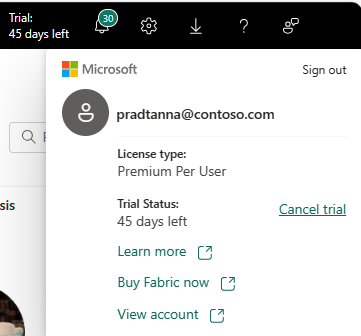 Trial:
45 days left
30
?
Microsoft
Sign out
pradtanna@contoso.com
License type:
Premium Per User
Trial Status:
45 days left
Cancel trial
sis
Learn more
Buy Fabric now
View account